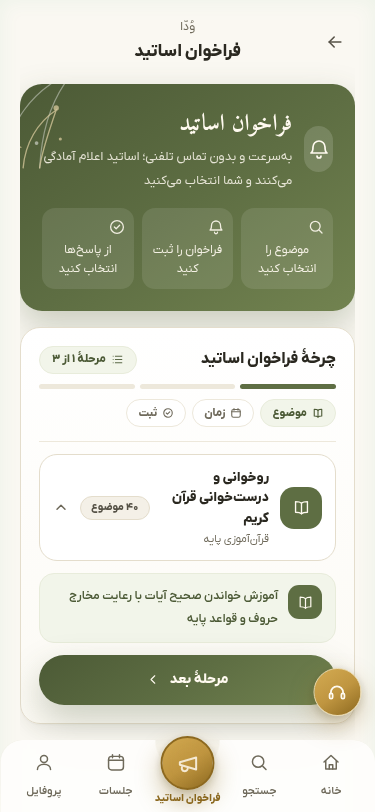 وُدّا
فراخوان اساتید
فراخوان اساتید
به‌سرعت و بدون تماس تلفنی؛ اساتید اعلام آمادگی
می‌کنند و شما انتخاب می‌کنید
موضوع را
انتخاب کنید
فراخوان را ثبت
کنید
از پاسخ‌ها
انتخاب کنید
چرخهٔ فراخوان اساتید
مرحلهٔ ۱ از ۳
موضوع
زمان
ثبت
روخوانی و
درست‌خوانی قرآن
کریم
قرآن‌آموزی پایه
۴۰ موضوع
آموزش خواندن صحیح آیات با رعایت مخارج
حروف و قواعد پایه
مرحلهٔ بعد
خانه
جستجو
فراخوان اساتید
جلسات
پروفایل